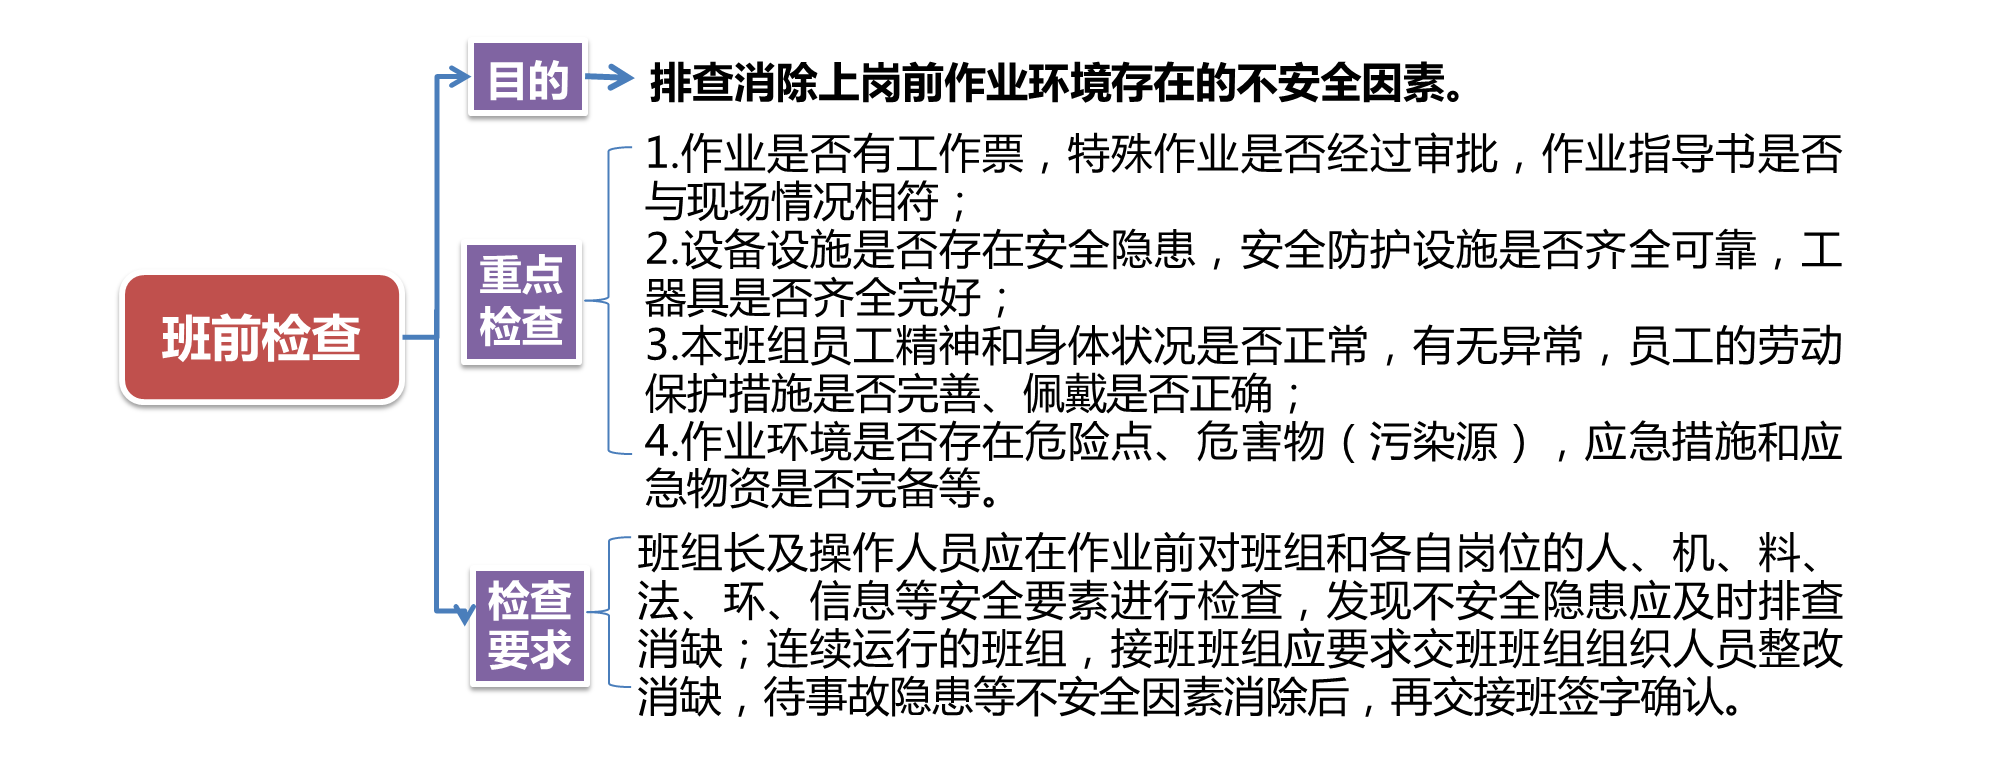 班前检查
目的
排查消除上岗前作业环境存在的不安全因素。
重点
检查
1.作业是否有工作票，特殊作业是否经过审批，作业指导书是否
与现场情况相符；
2.设备设施是否存在安全隐患，安全防护设施是否齐全可靠，工
器具是否齐全完好；
3.本班组员工精神和身体状况是否正常，有无异常，员工的劳动
保护措施是否完善、佩戴是否正确；
4.作业环境是否存在危险点、危害物（污染源），应急措施和应
急物资是否完备等。
检查
要求
班组长及操作人员应在作业前对班组和各自岗位的人、机、料、
法、环、信息等安全要素进行检查，发现不安全隐患应及时排查
消缺；连续运行的班组，接班班组应要求交班班组组织人员整改
消缺，待事故隐患等不安全因素消除后，再交接班签字确认。